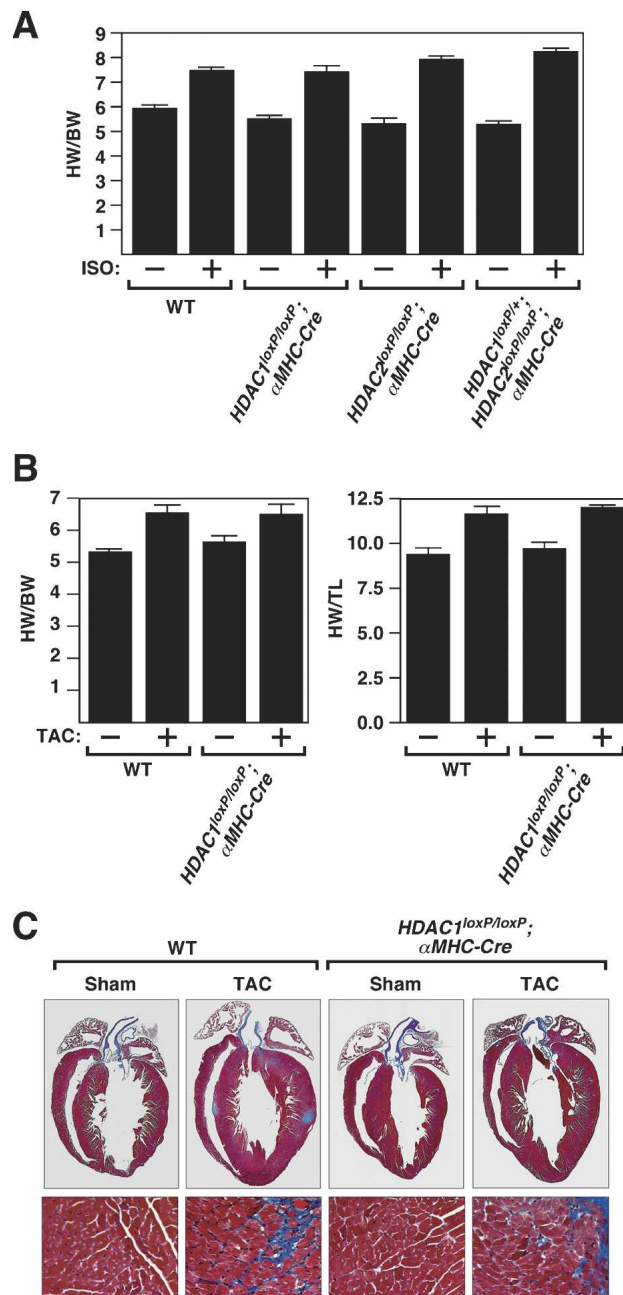 A
9
8
7
6
5
4
3
2
1
HW/BW
ISO: − + − + − + − +
WT
HDAC1loxP/loxP;
αMHC-Cre
HDAC2loxP/loxP;
αMHC-Cre
HDAC1loxP/+;
HDAC2loxP/loxP;
αMHC-Cre
B
7
6
5
4
3
2
1
HW/BW
TAC: − + − +
WT
HDAC1loxP/loxP;
αMHC-Cre
12.5
10.0
7.5
5.0
2.5
0.0
HW/TL
− + − +
WT
HDAC1loxP/loxP;
αMHC-Cre
C
WT
HDAC1loxP/loxP;
αMHC-Cre
Sham TAC Sham TAC